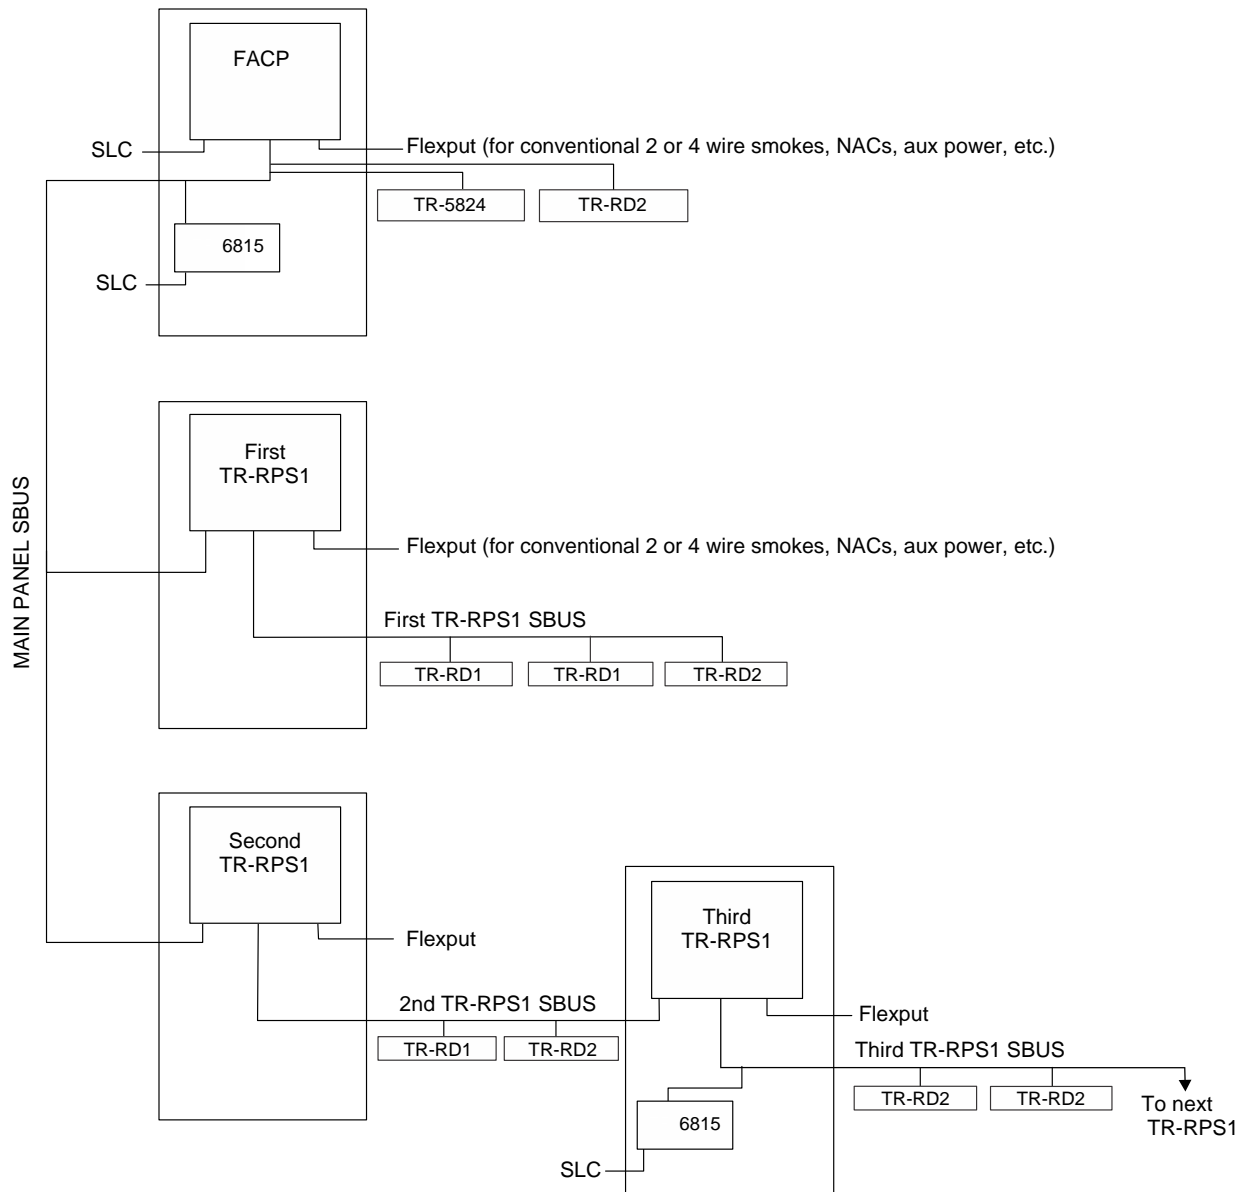 FACP
SLC
Flexput (for conventional 2 or 4 wire smokes, NACs, aux power, etc.)
TR-5824
TR-RD2
6815
SLC
MAIN PANEL SBUS
First
TR-RPS1
Flexput (for conventional 2 or 4 wire smokes, NACs, aux power, etc.)
First TR-RPS1 SBUS
TR-RD1
TR-RD1
TR-RD2
Second
TR-RPS1
Flexput
2nd TR-RPS1 SBUS
TR-RD1
TR-RD2
Third
TR-RPS1
Flexput
Third TR-RPS1 SBUS
TR-RD2
TR-RD2
To next
TR-RPS1
6815
SLC